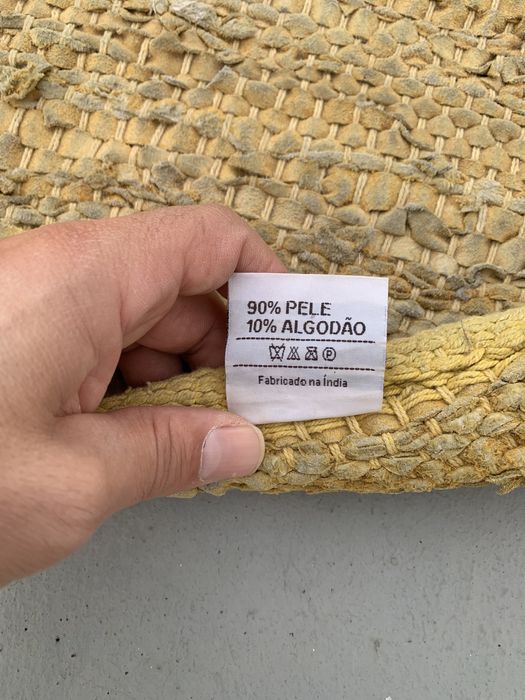 90% PELE
10% ALGODÃO
P
Fabricado na Índia